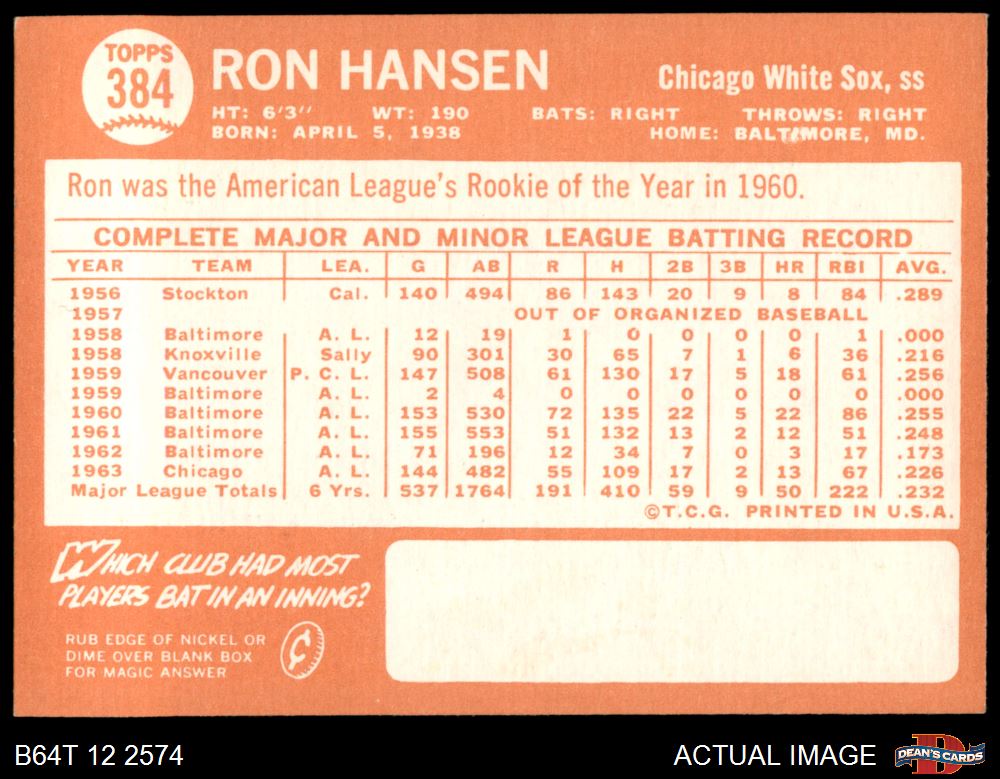 TOPPS
384
RON HANSEN
Chicago White Sox, ss
HT: 6'3" WT: 190 BATS: RIGHT THROWS: RIGHT
BORN: APRIL 5, 1938 HOME: BALTIMORE, MD.
Ron was the American League's Rookie of the Year in 1960.
COMPLETE MAJOR AND MINOR LEAGUE BATTING RECORD
YEAR TEAM LEA. G AB R H 2B 3B HR RBI AVG.
1956 Stockton Cal. 140 494 86 143 20 9 8 84 .289
1957 OUT OF ORGANIZED BASEBALL
1958 Baltimore A. L. 12 19 1 0 0 0 0 1 .000
1958 Knoxville Sally 90 301 30 65 7 1 6 36 .216
1959 Vancouver P. C. L. 147 508 61 130 17 5 18 61 .256
1959 Baltimore A. L. 2 4 0 0 0 0 0 0 .000
1960 Baltimore A. L. 153 530 72 135 22 5 22 86 .255
1961 Baltimore A. L. 155 553 51 132 13 2 12 51 .248
1962 Baltimore A. L. 71 196 12 34 7 0 3 17 .173
1963 Chicago A. L. 144 482 55 109 17 2 13 67 .226
Major League Totals 6 Yrs. 537 1764 191 410 59 9 50 222 .232
©T.C.G. PRINTED IN U.S.A.
WHICH CLUB HAD MOST
PLAYERS BAT IN AN INNING?
RUB EDGE OF NICKEL OR
DIME OVER BLANK BOX
FOR MAGIC ANSWER
¢
B64T 12 2574
ACTUAL IMAGE
D
DEAN'S CARDS